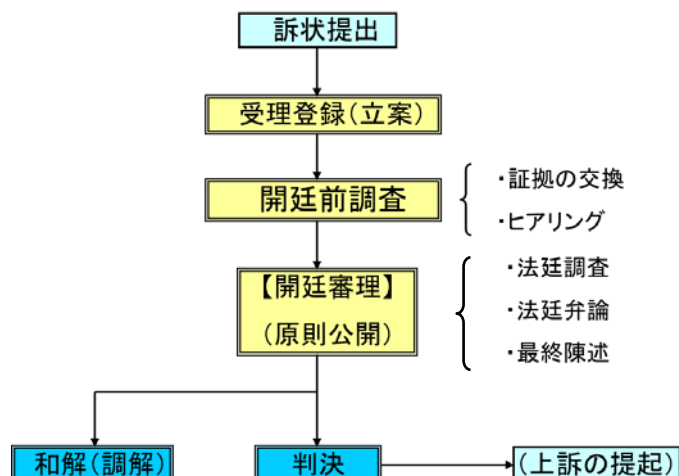 訴状提出
受理登録(立案)
開廷前調査
・証拠の交換
・ヒアリング
【開廷審理】
(原則公開)
・法廷調査
・法廷弁論
・最終陳述
和解(調解)
判決
(上訴の提起)